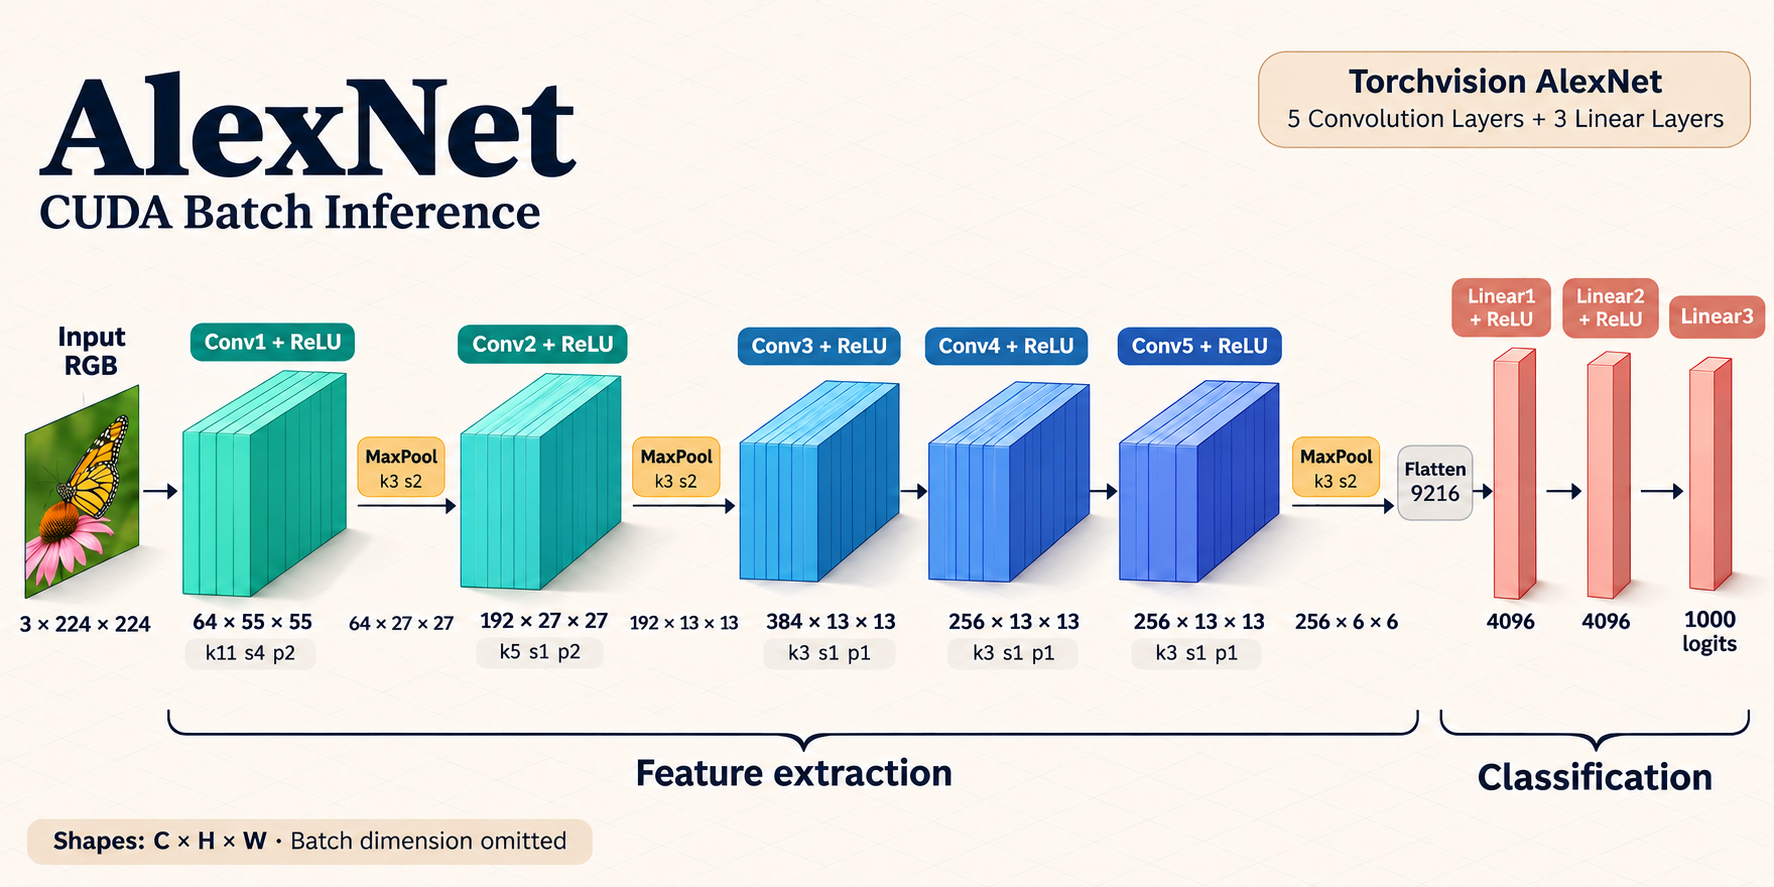 AlexNet
CUDA Batch Inference
Torchvision AlexNet
5 Convolution Layers + 3 Linear Layers
Input
RGB
3 × 224 × 224
Conv1 + ReLU
64 × 55 × 55
k11 s4 p2
MaxPool
k3 s2
64 × 27 × 27
Conv2 + ReLU
192 × 27 × 27
k5 s1 p2
MaxPool
k3 s2
192 × 13 × 13
Conv3 + ReLU
384 × 13 × 13
k3 s1 p1
Conv4 + ReLU
256 × 13 × 13
k3 s1 p1
Conv5 + ReLU
256 × 13 × 13
k3 s1 p1
MaxPool
k3 s2
256 × 6 × 6
Flatten
9216
Linear1
+ ReLU
4096
Linear2
+ ReLU
4096
Linear3
1000
logits
Feature extraction
Classification
Shapes: C × H × W · Batch dimension omitted